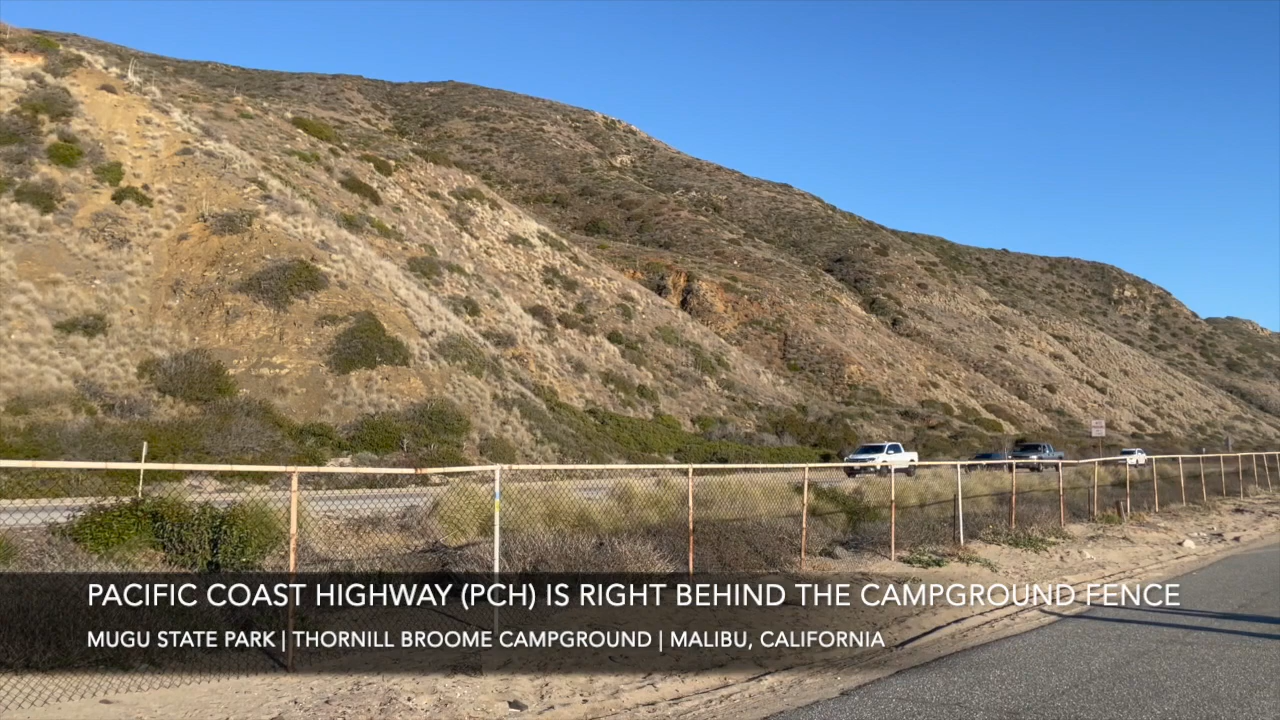 PACIFIC COAST HIGHWAY (PCH) IS RIGHT BEHIND THE CAMPGROUND FENCE
MUGU STATE PARK | THORNILL BROOME CAMPGROUND | MALIBU, CALIFORNIA